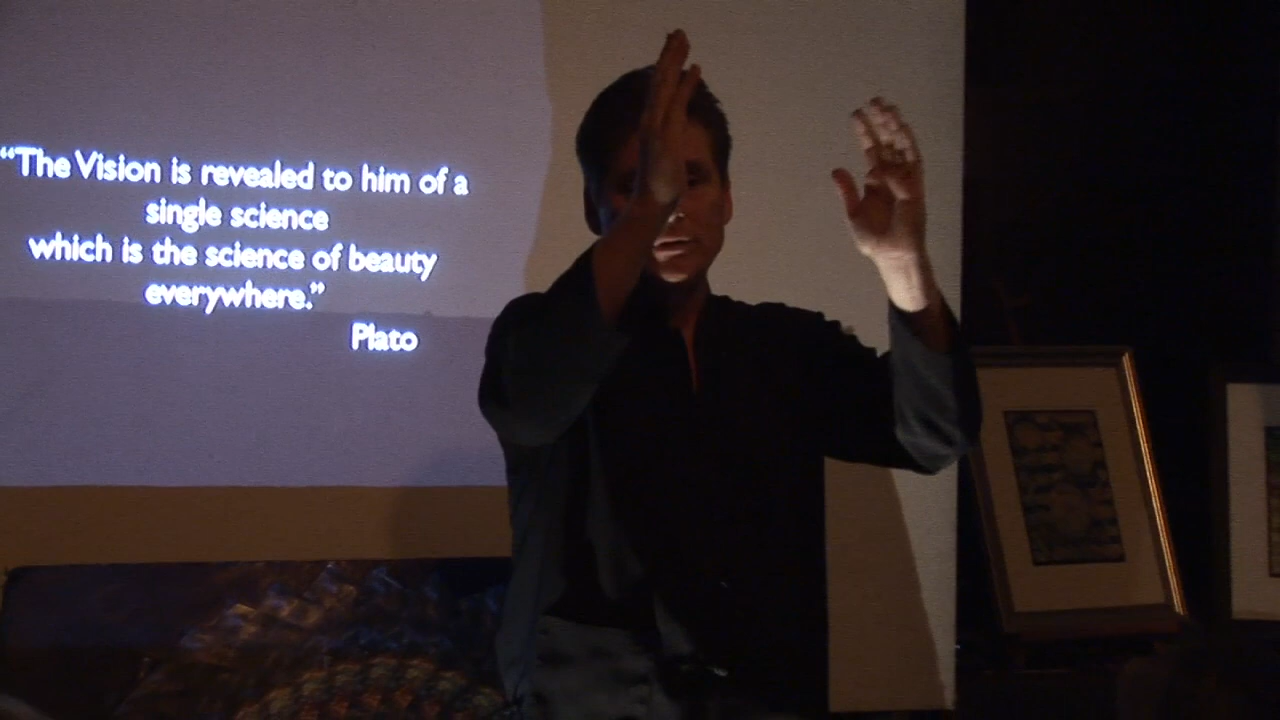 “The Vision is revealed to him of a
single science
which is the science of beauty
everywhere.”
Plato